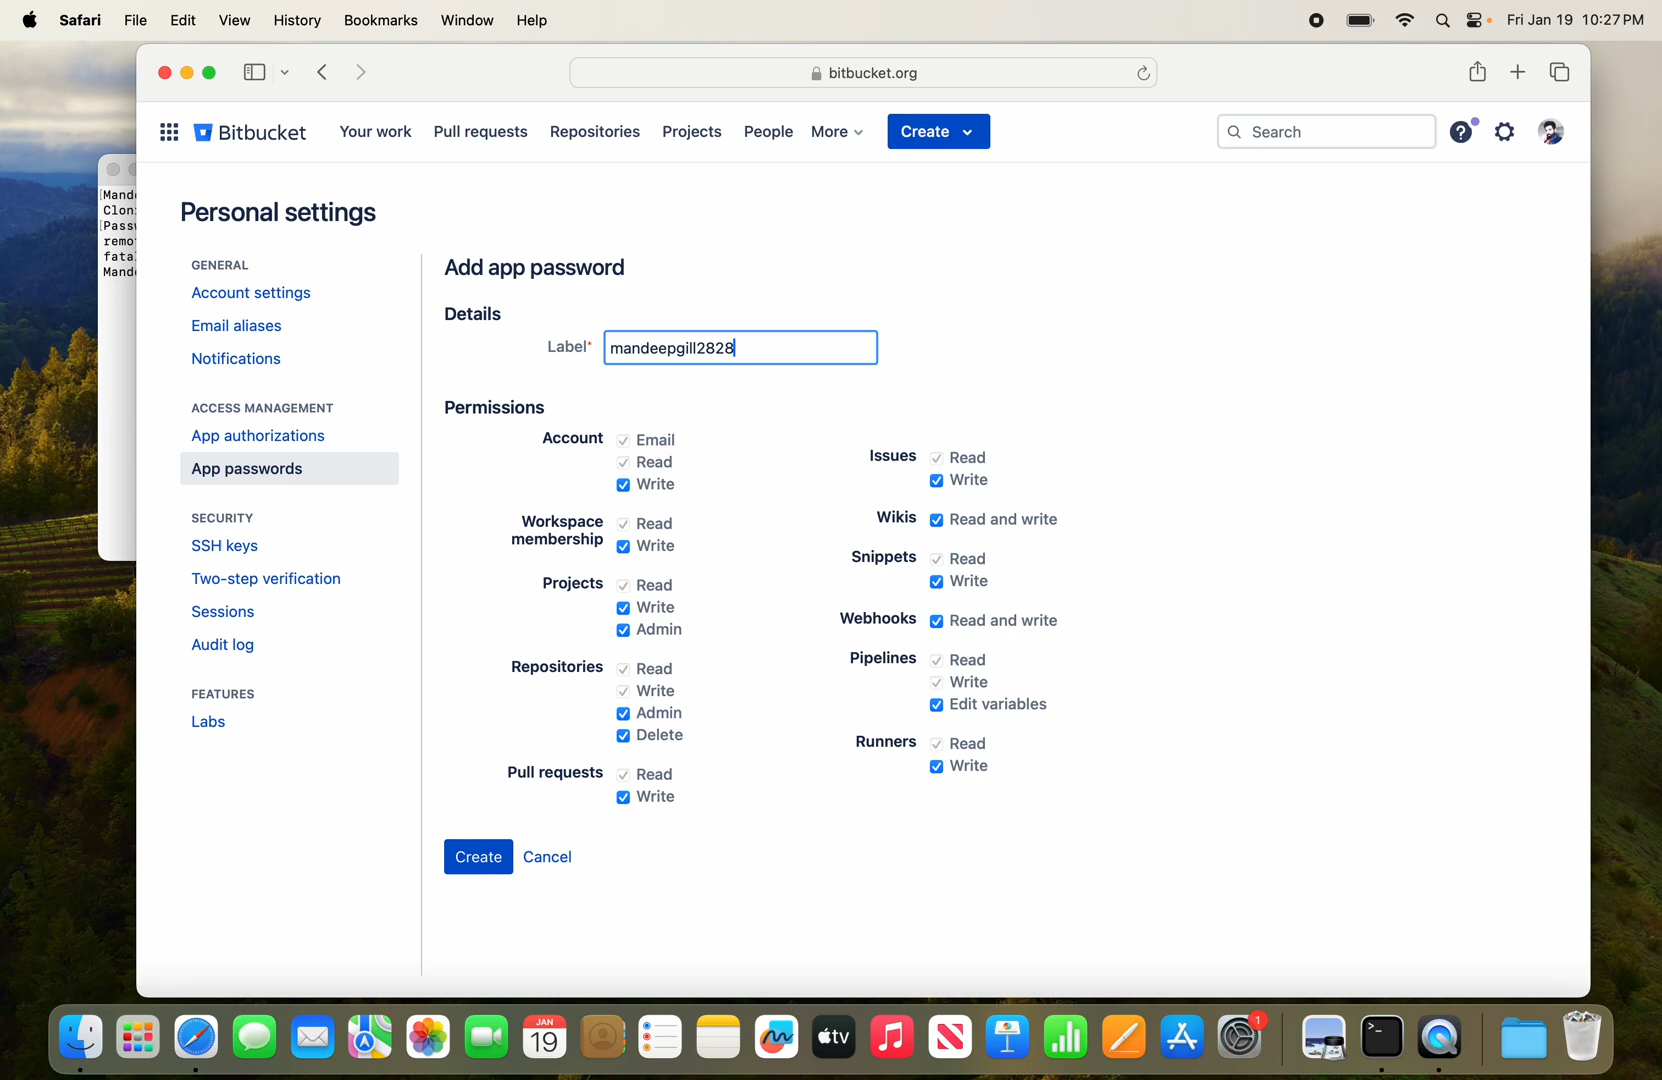 Safari File Edit View History Bookmarks Window Help Fri Jan 19 10:27 PM
bitbucket.org
Bitbucket Your work Pull requests Repositories Projects People More Create Search
Personal settings
GENERAL
Account settings
Email aliases
Notifications
ACCESS MANAGEMENT
App authorizations
App passwords
SECURITY
SSH keys
Two-step verification
Sessions
Audit log
FEATURES
Labs
Add app password
Details
Label* mandeepgill2828
Permissions
Account Email
Read
Write
Workspace membership Read
Write
Projects Read
Write
Admin
Repositories Read
Write
Admin
Delete
Pull requests Read
Write
Issues Read
Write
Wikis Read and write
Snippets Read
Write
Webhooks Read and write
Pipelines Read
Write
Edit variables
Runners Read
Write
Create Cancel
JAN
19
tv
1